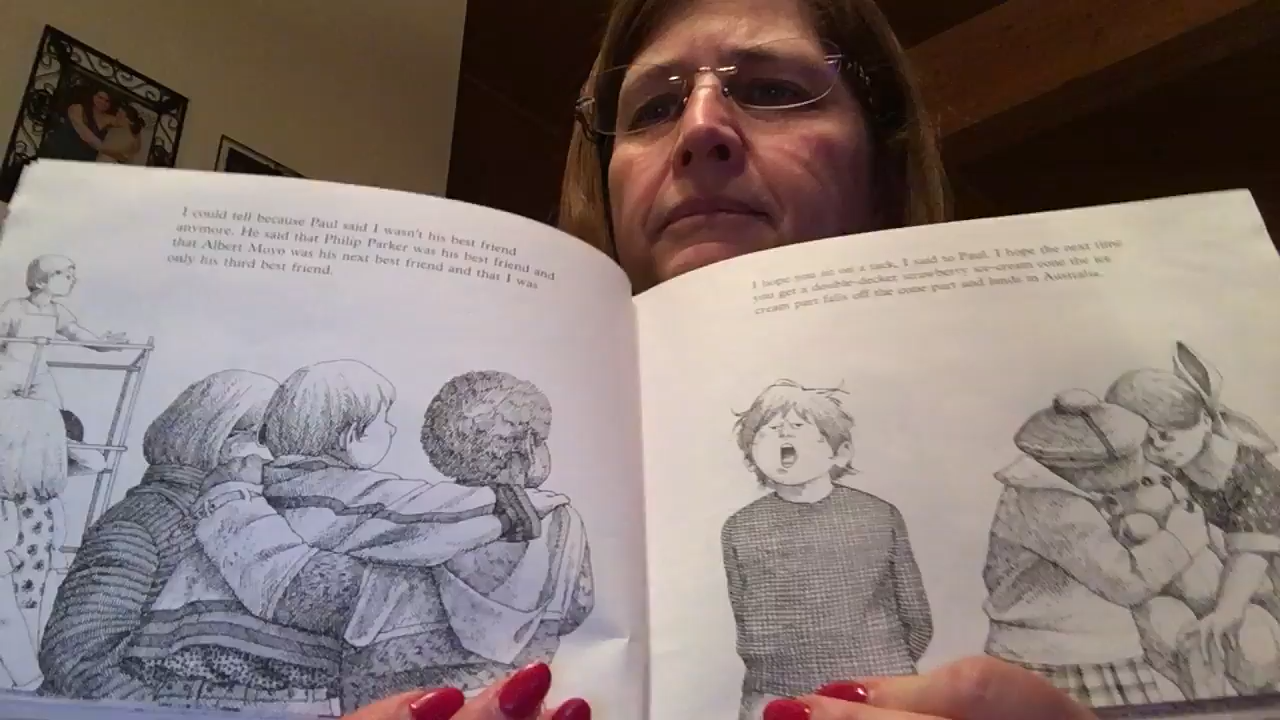 I could tell because Paul said I wasn't his best friend
anymore. He said that Philip Parker was his best friend and
that Albert Moyo was his next best friend and that I was
only his third best friend.
I hope you sit on a tack, I said to Paul. I hope the next time
you get a double-decker strawberry ice-cream cone the ice
cream part falls off the cone part and lands in Australia.